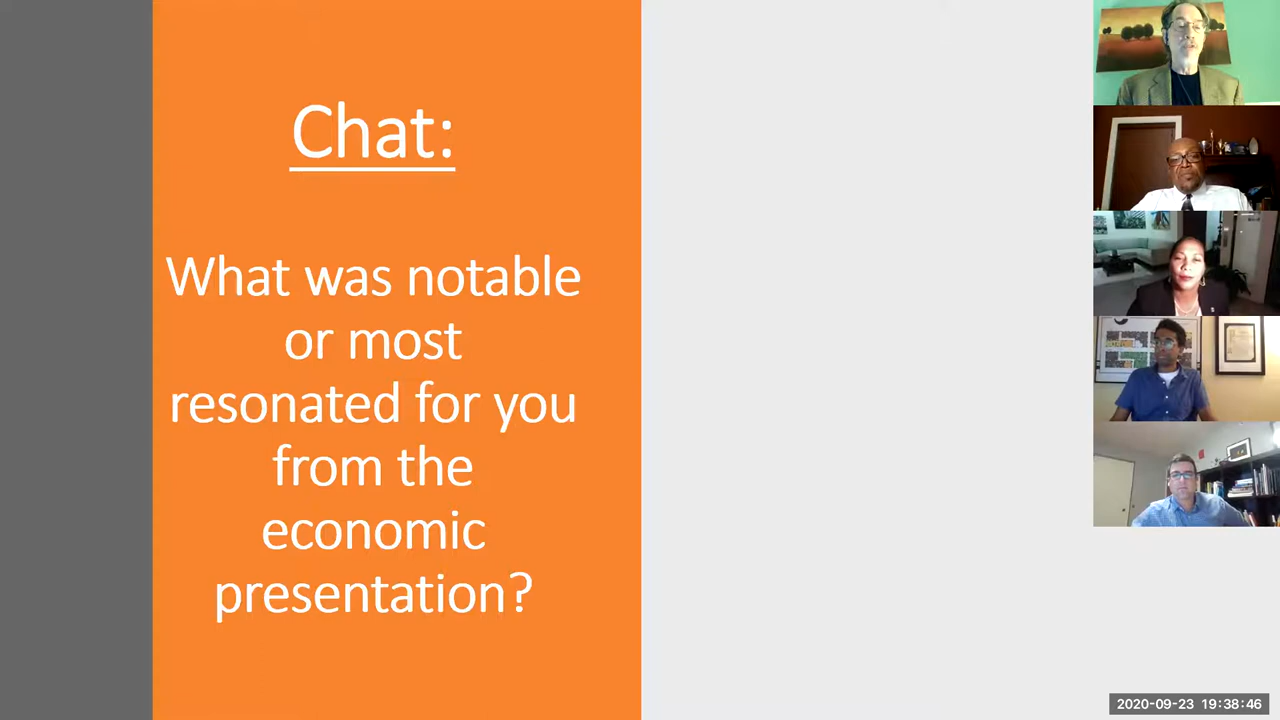 Chat:
What was notable
or most
resonated for you
from the
economic
presentation?
2020-09-23 19:38:46